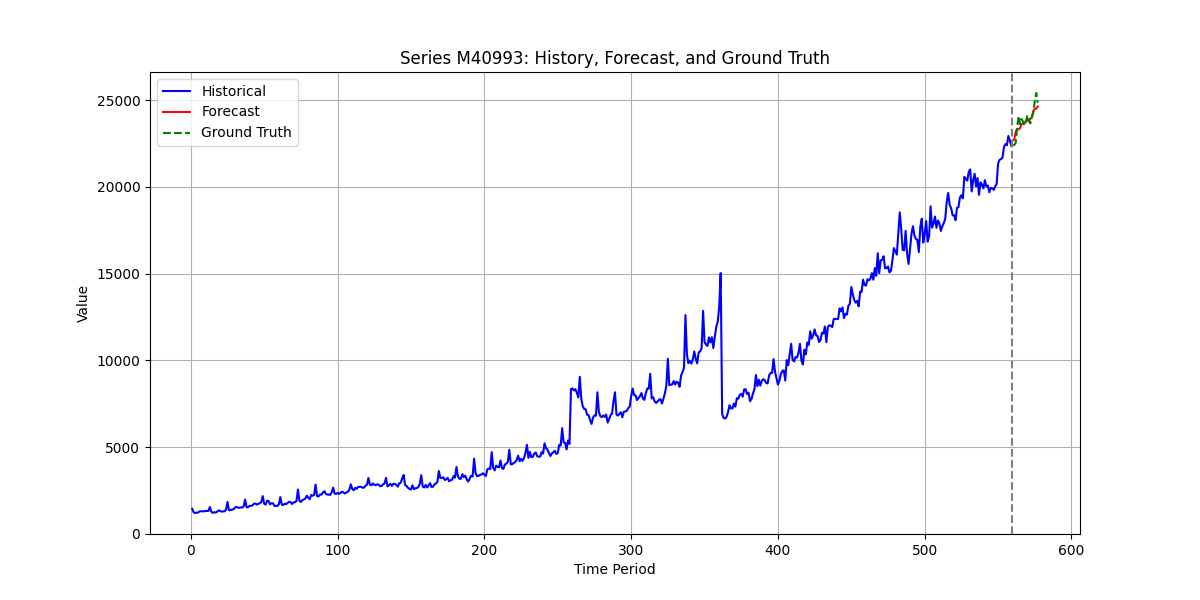 Series M40993: History, Forecast, and Ground Truth
Historical
Forecast
Ground Truth
25000
20000
15000
10000
5000
0
Value
0 100 200 300 400 500 600
Time Period